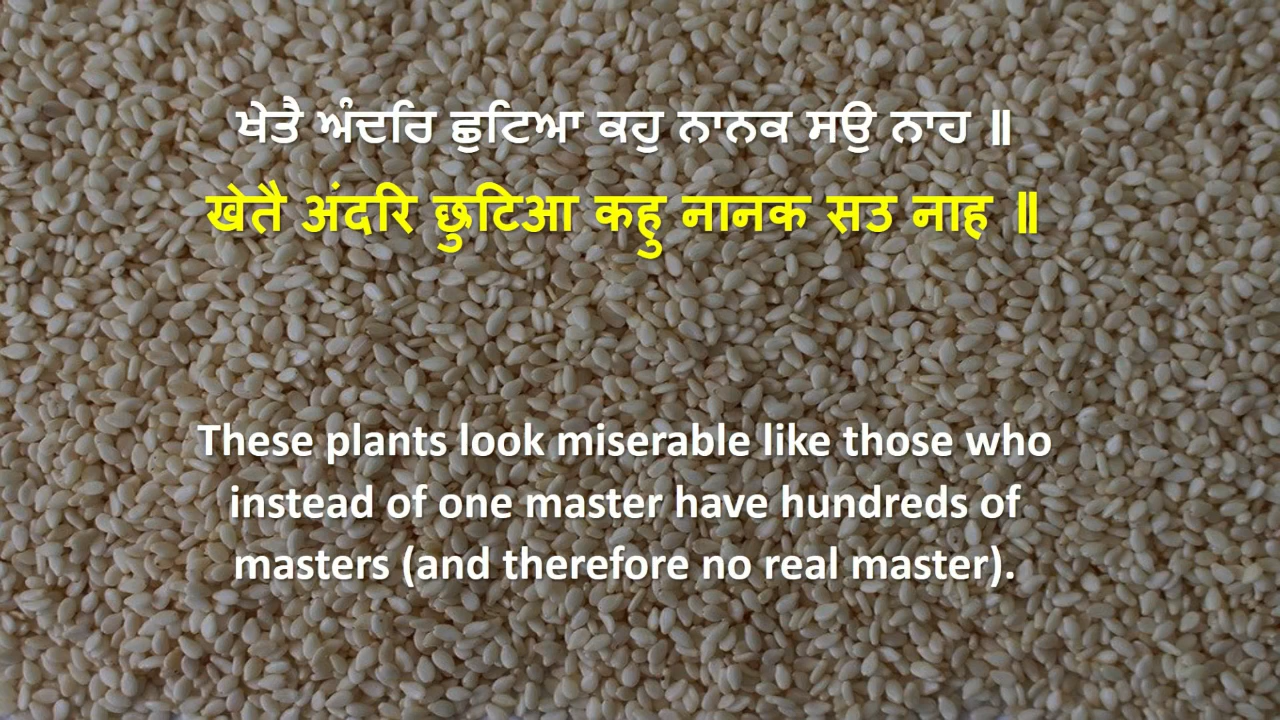 ਖੇਤੈ ਅੰਦਰਿ ਛੁਟਿਆ ਕਹੁ ਨਾਨਕ ਸਉ ਨਾਹ ॥
खेतै अंदरि छुटिआ कहु नानक सउ नाह ॥
These plants look miserable like those who
instead of one master have hundreds of
masters (and therefore no real master).